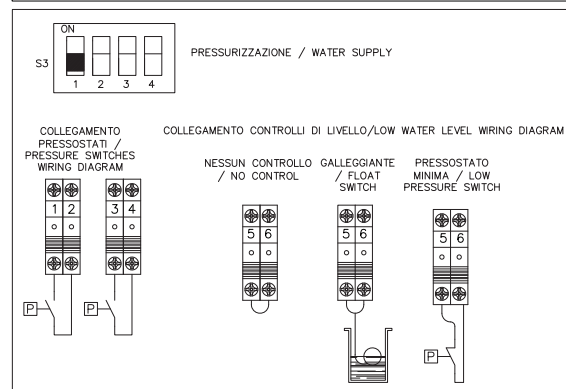 ON
S3
1 2 3 4
PRESSURIZZAZIONE / WATER SUPPLY
COLLEGAMENTO
PRESSOSTATI /
PRESSURE SWITCHES
WIRING DIAGRAM
COLLEGAMENTO CONTROLLI DI LIVELLO/LOW WATER LEVEL WIRING DIAGRAM
NESSUN CONTROLLO
/ NO CONTROL
GALLEGGIANTE
/ FLOAT
SWITCH
PRESSOSTATO
MINIMA / LOW
PRESSURE SWITCH
1 2
3 4
5 6
5 6
5 6
P
P
P